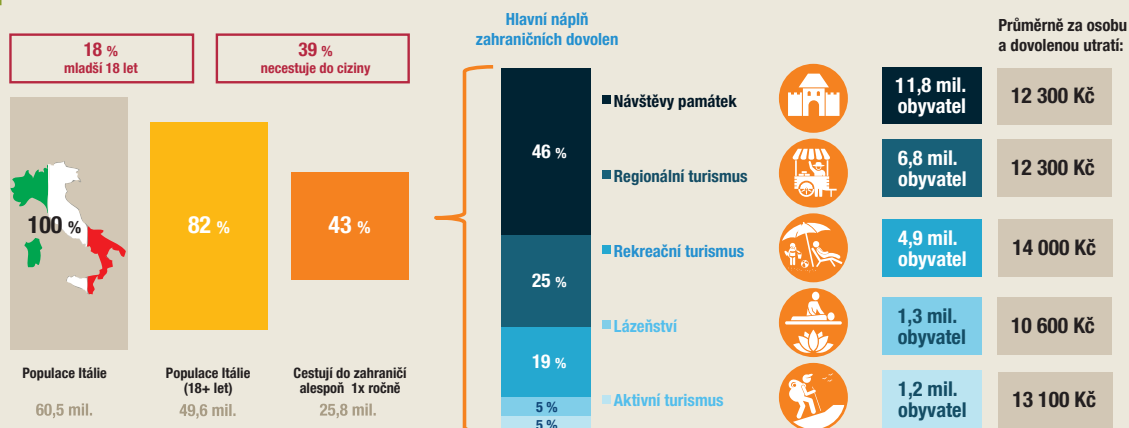 Hlavní náplň
zahraničních dovolen
Průměrně za osobu
a dovolenou utratí:
18 %
mladší 18 let
39 %
necestuje do ciziny
100 %
82 %
43 %
Populace Itálie
60,5 mil.
Populace Itálie
(18+ let)
49,6 mil.
Cestují do zahraničí
alespoň 1x ročně
25,8 mil.
46 %
25 %
19 %
5 %
5 %
Návštěvy památek
11,8 mil.
obyvatel
12 300 Kč
Regionální turismus
6,8 mil.
obyvatel
12 300 Kč
Rekreační turismus
4,9 mil.
obyvatel
14 000 Kč
Lázeňství
1,3 mil.
obyvatel
10 600 Kč
Aktivní turismus
1,2 mil.
obyvatel
13 100 Kč